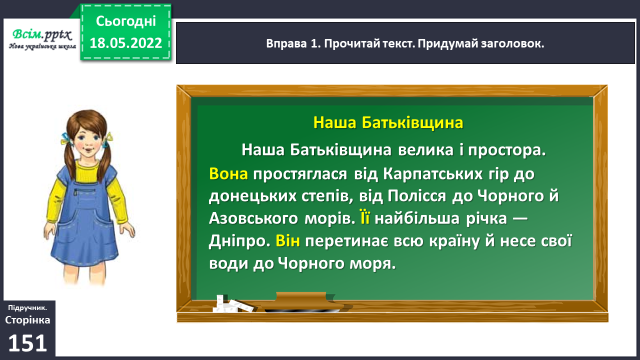 Всім.pptx
Нова українська школа
Сьогодні
18.05.2022
Вправа 1. Прочитай текст. Придумай заголовок.
Наша Батьківщина
Наша Батьківщина велика і простора.
Вона простяглася від Карпатських гір до
донецьких степів, від Полісся до Чорного й
Азовського морів. Її найбільша річка —
Дніпро. Він перетинає всю країну й несе свої
води до Чорного моря.
Підручник.
Сторінка
151